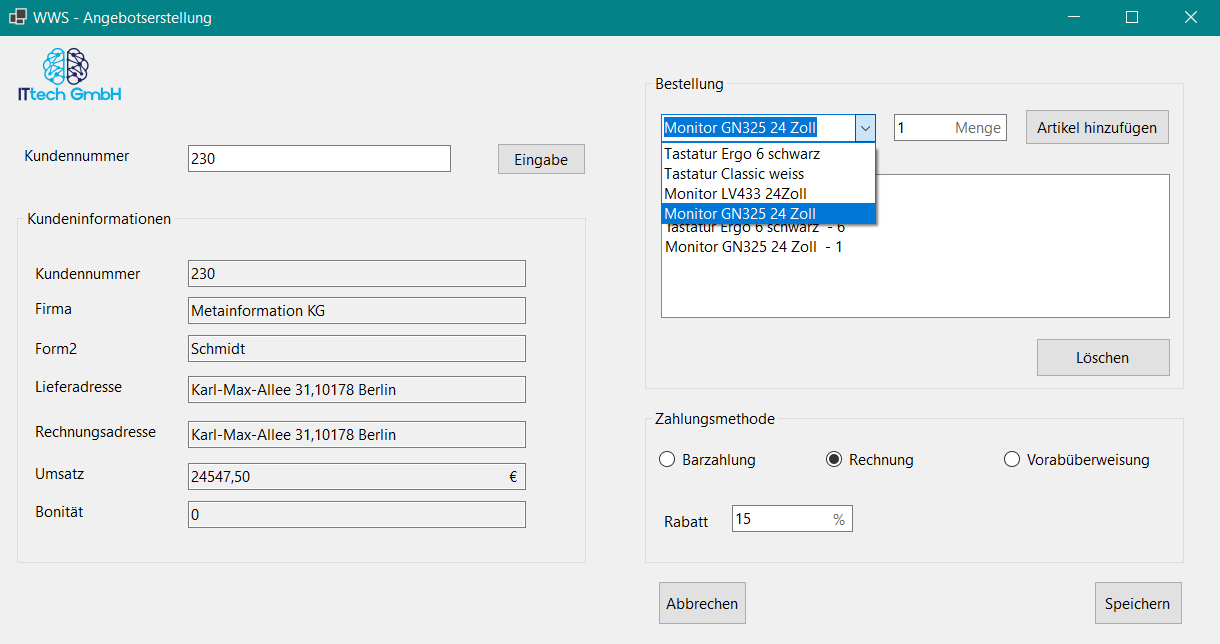 WWS - Angebotserstellung
ITtech GmbH
Kundennummer
230
Eingabe
Kundeninformationen
Kundennummer
230
Firma
Metainformation KG
Form2
Schmidt
Lieferadresse
Karl-Max-Allee 31,10178 Berlin
Rechnungsadresse
Karl-Max-Allee 31,10178 Berlin
Umsatz
24547,50 €
Bonität
0
Bestellung
Monitor GN325 24 Zoll
1 Menge
Artikel hinzufügen
Tastatur Ergo 6 schwarz
Tastatur Classic weiss
Monitor LV433 24Zoll
Monitor GN325 24 Zoll
Tastatur Ergo 6 schwarz - 6
Monitor GN325 24 Zoll - 1
Löschen
Zahlungsmethode
Barzahlung
Rechnung
Vorabüberweisung
Rabatt
15 %
Abbrechen
Speichern